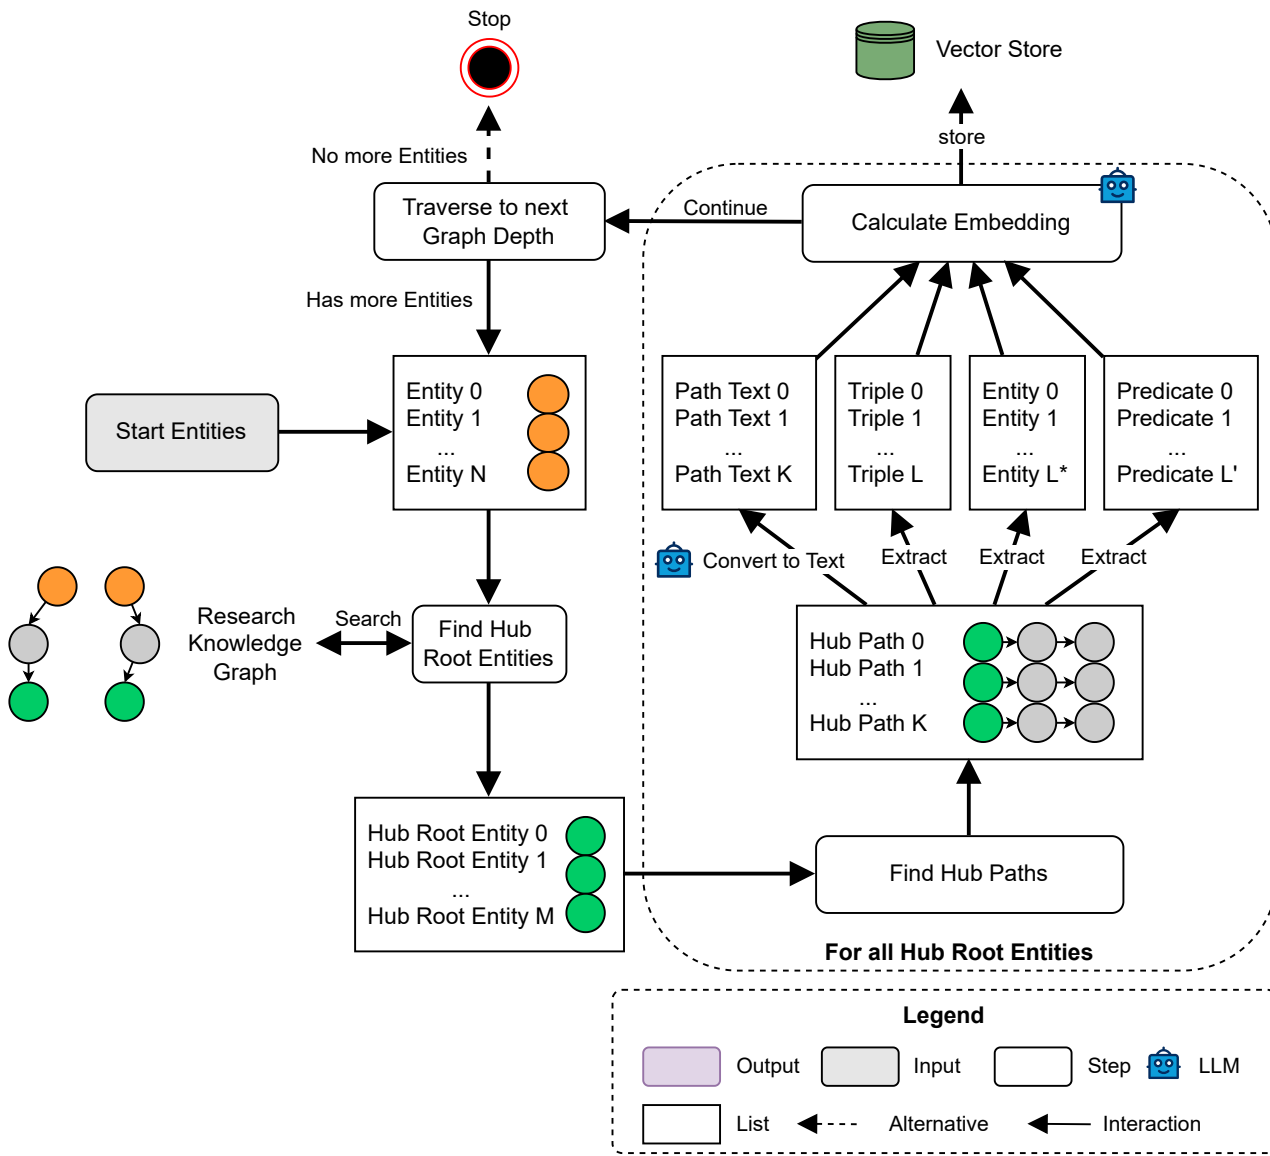 Stop
Vector Store
No more Entities
store
Traverse to next
Graph Depth
Continue
Calculate Embedding
Has more Entities
Start Entities
Entity 0
Entity 1
...
Entity N
Path Text 0
Path Text 1
...
Path Text K
Triple 0
Triple 1
...
Triple L
Entity 0
Entity 1
...
Entity L*
Predicate 0
Predicate 1
...
Predicate L'
Convert to Text
Extract
Extract
Extract
Research
Knowledge
Graph
Search
Find Hub
Root Entities
Hub Path 0
Hub Path 1
...
Hub Path K
Hub Root Entity 0
Hub Root Entity 1
...
Hub Root Entity M
Find Hub Paths
For all Hub Root Entities
Legend
Output
Input
Step
LLM
List
Alternative
Interaction